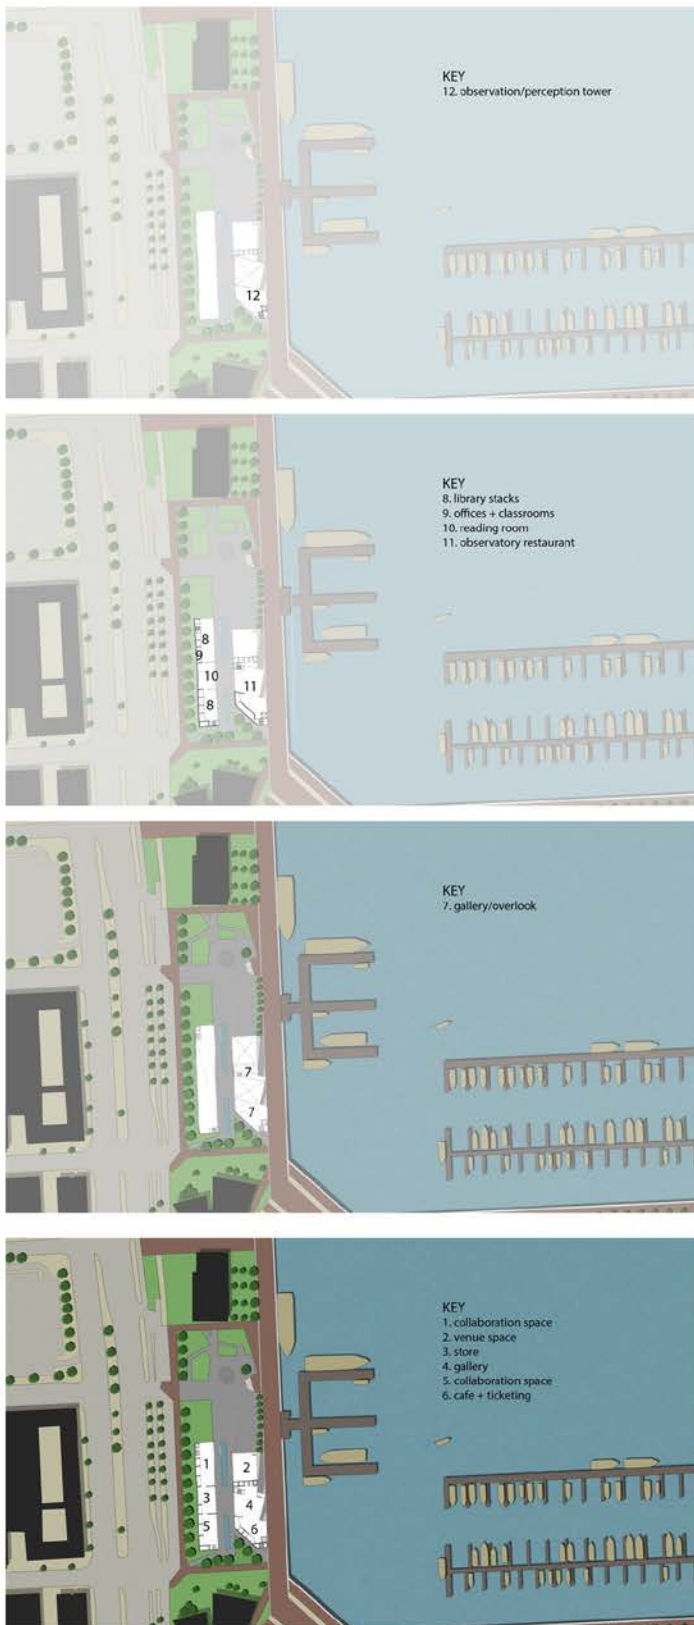 KEY
12. observation/perception tower
12
KEY
8. library stacks
9. offices + classrooms
10. reading room
11. observatory restaurant
8
9
10
11
8
KEY
7. gallery/overlook
7
7
KEY
1. collaboration space
2. venue space
3. store
4. gallery
5. collaboration space
6. cafe + ticketing
1
2
3
4
5
6